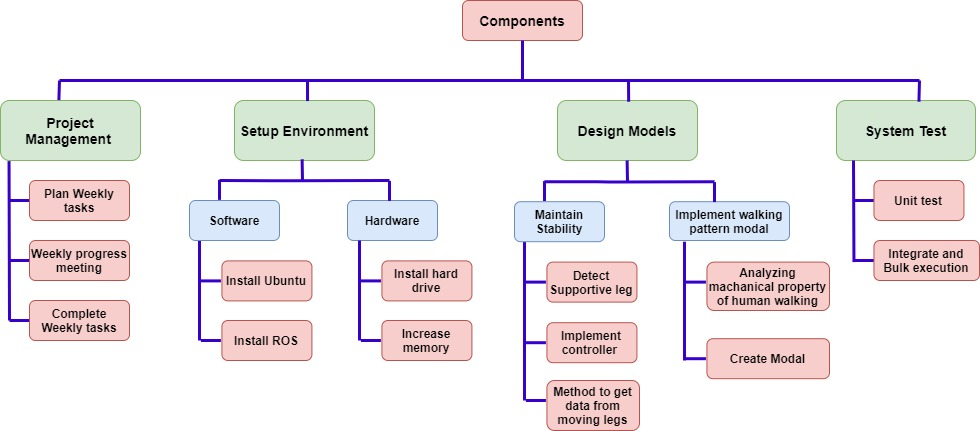 Components
Project
Management
Setup Environment
Design Models
System Test
Plan Weekly
tasks
Weekly progress
meeting
Complete
Weekly tasks
Software
Hardware
Install Ubuntu
Install ROS
Install hard
drive
Increase
memory
Maintain
Stability
Implement walking
pattern modal
Detect
Supportive leg
Implement
controller
Method to get
data from
moving legs
Analyzing
machanical property
of human walking
Create Modal
Unit test
Integrate and
Bulk execution